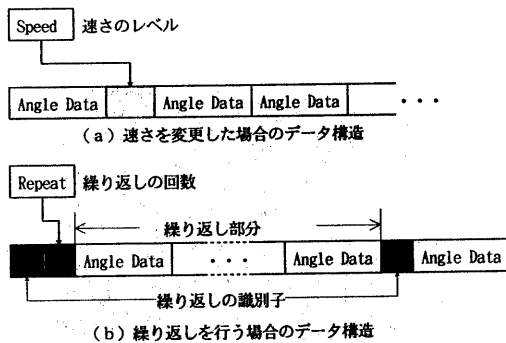 Speed 速さのレベル
Angle Data Angle Data Angle Data ・・・
(a)速さを変更した場合のデータ構造
Repeat 繰り返しの回数
繰り返し部分
Angle Data ・・・ Angle Data Angle Data
繰り返しの識別子
(b)繰り返しを行う場合のデータ構造